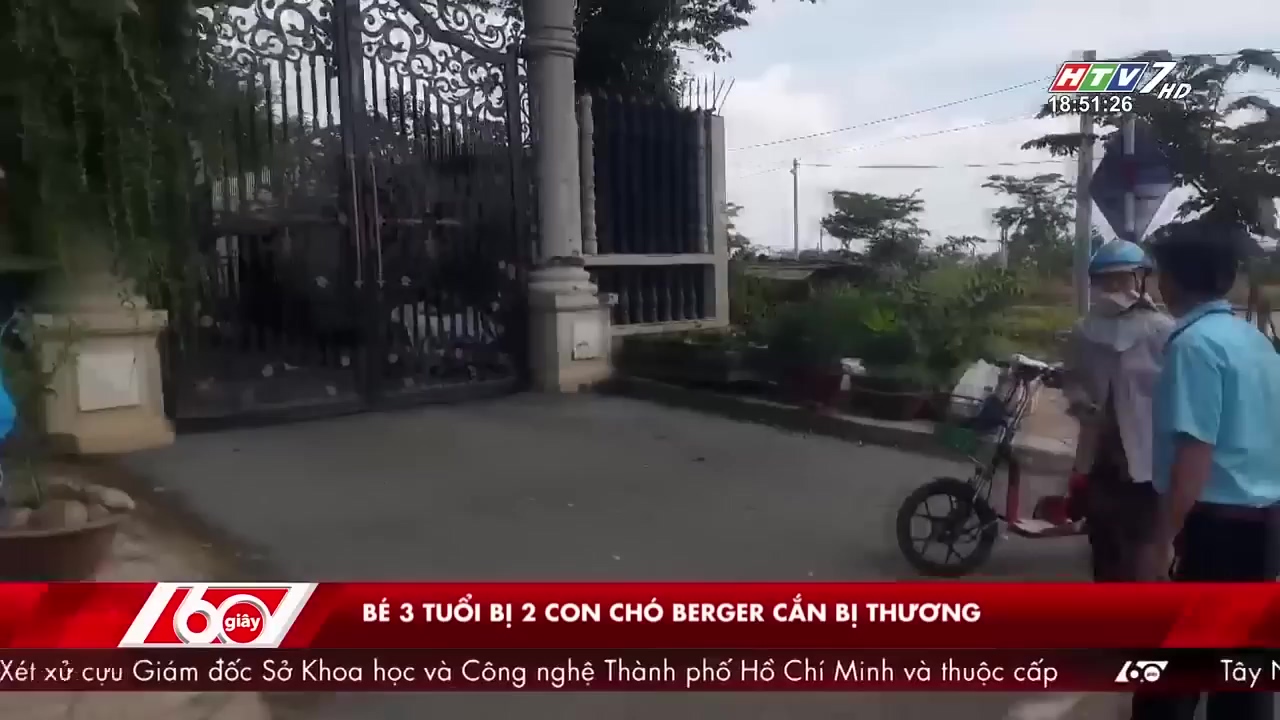 HTV7 HD
18:51:26
60 giây
BÉ 3 TUỔI BỊ 2 CON CHÓ BERGER CẮN BỊ THƯƠNG
Xét xử cựu Giám đốc Sở Khoa học và Công nghệ Thành phố Hồ Chí Minh và thuộc cấp 60 Tây